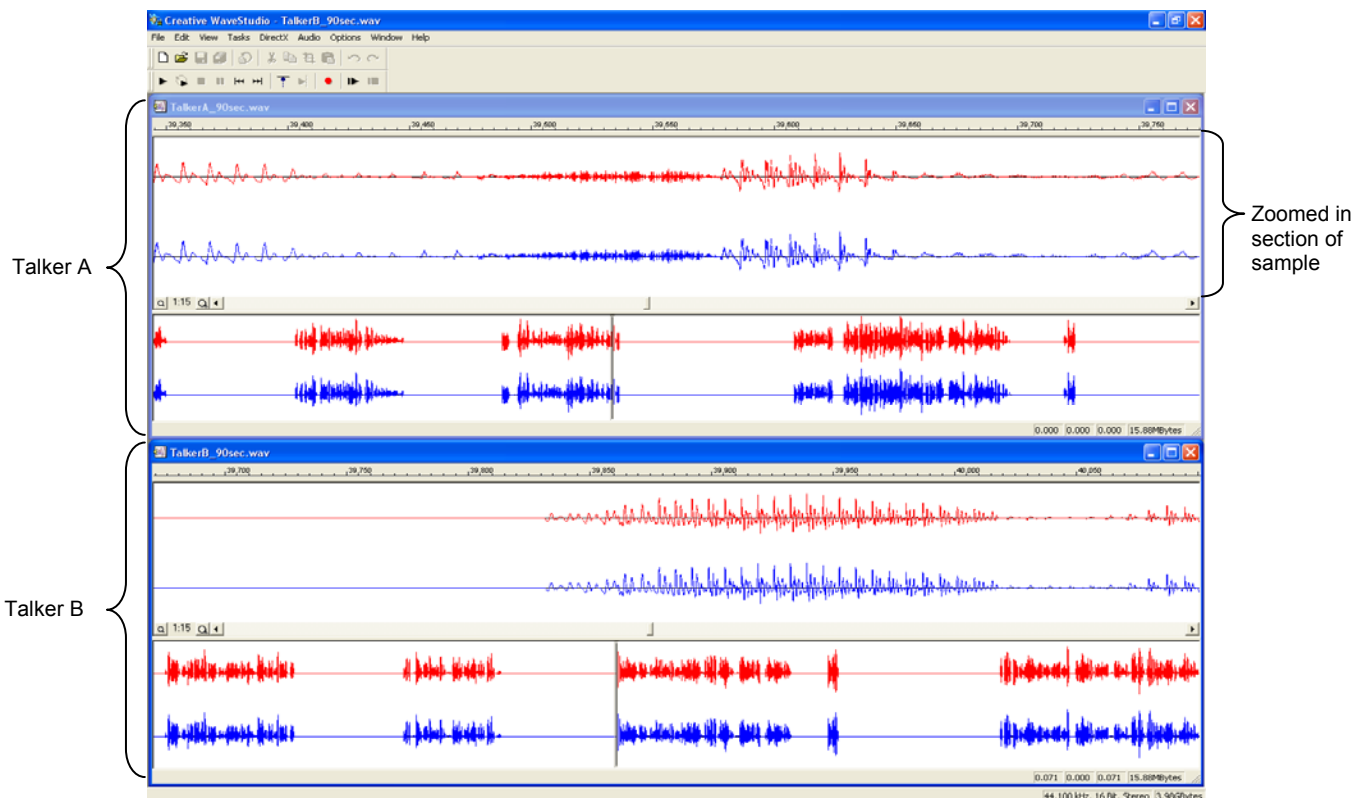 Creative WaveStudio - TalkerB_90sec.wav
File Edit View Tasks DirectX Audio Options Window Help
TalkerA_90sec.wav
39,350 39,400 39,450 39,500 39,550 39,600 39,650 39,700 39,750
Talker A
Zoomed in
section of
sample
1:15
0.000 0.000 0.000 15.88MBytes
TalkerB_90sec.wav
39,700 39,750 39,800 39,850 39,900 39,950 40,000 40,050
Talker B
1:15
0.071 0.000 0.071 15.88MBytes
44.100 kHz 16 Bit Stereo 3.98GBytes